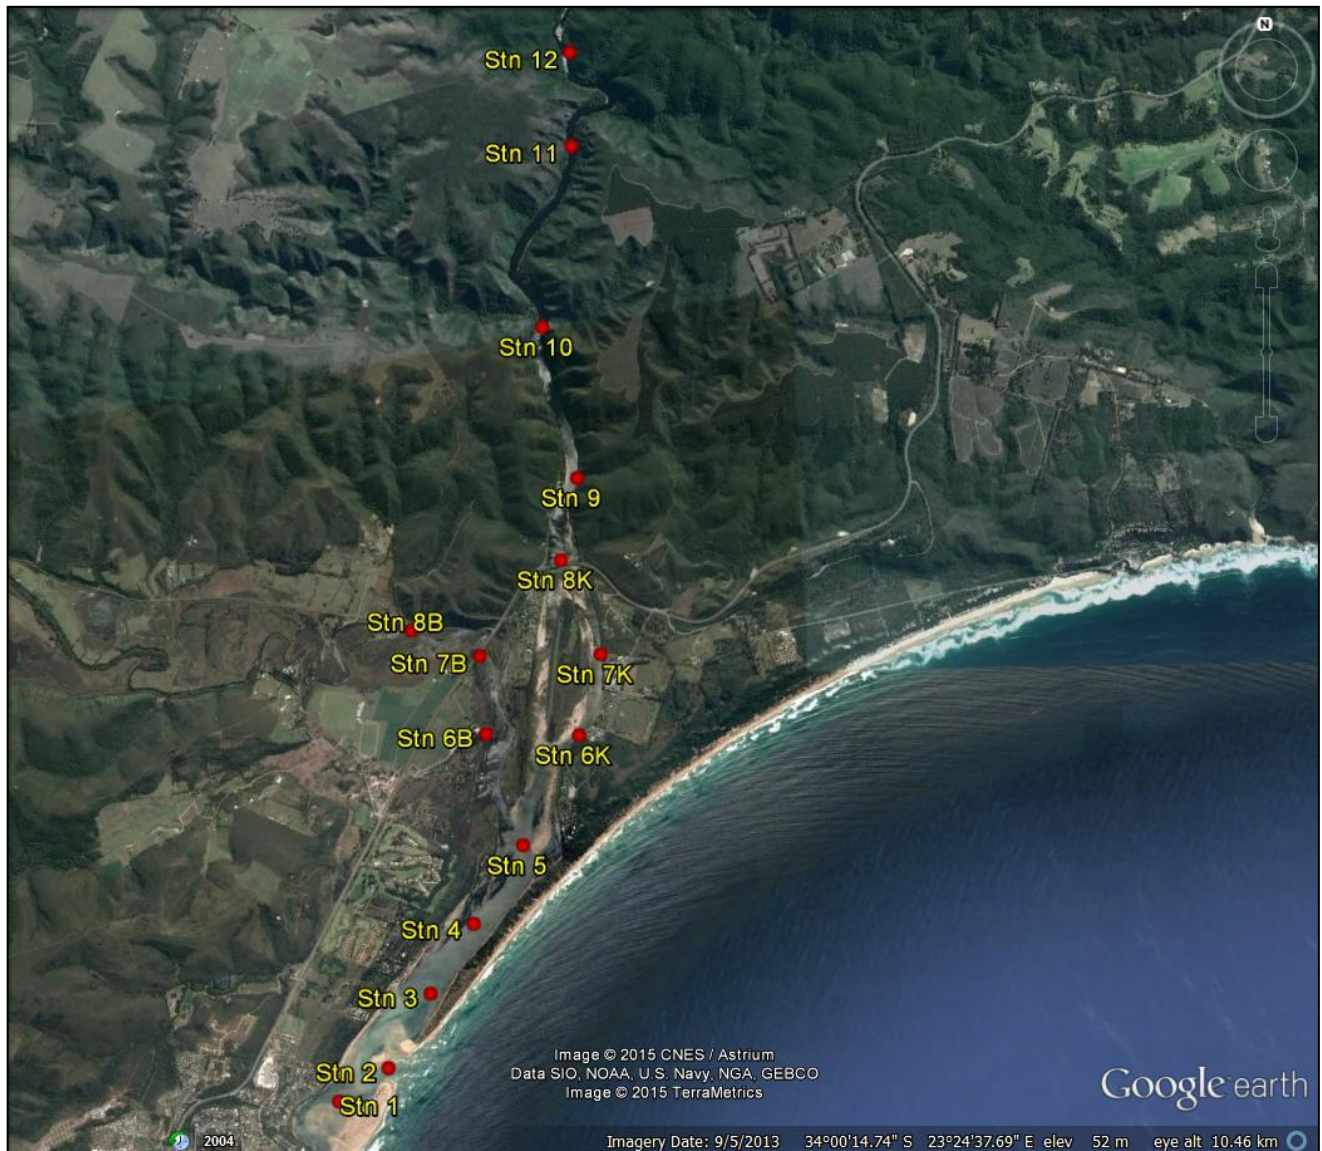 N
Stn 12
Stn 11
Stn 10
Stn 9
Stn 8K
Stn 8B
Stn 7B
Stn 7K
Stn 6B
Stn 6K
Stn 5
Stn 4
Stn 3
Stn 2
Stn 1
Image © 2015 CNES / Astrium
Data SIO, NOAA, U.S. Navy, NGA, GEBCO
Image © 2015 TerraMetrics
Google earth
2004
Imagery Date: 9/5/2013 34°00'14.74" S 23°24'37.69" E elev 52 m eye alt 10.46 km